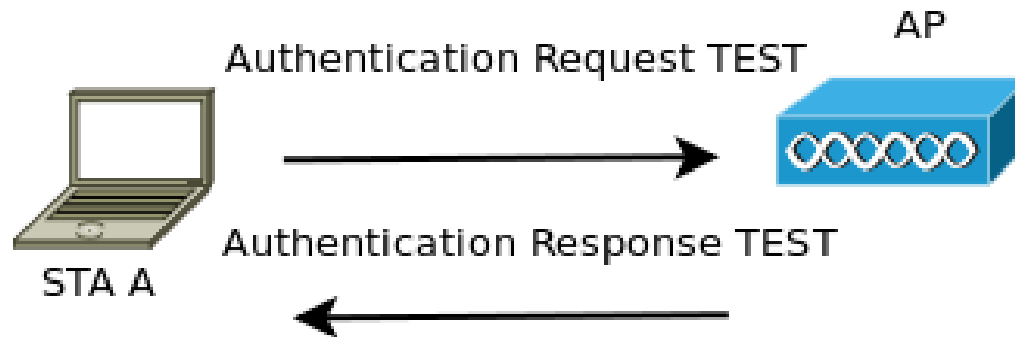 AP
Authentication Request TEST
Authentication Response TEST
STA A